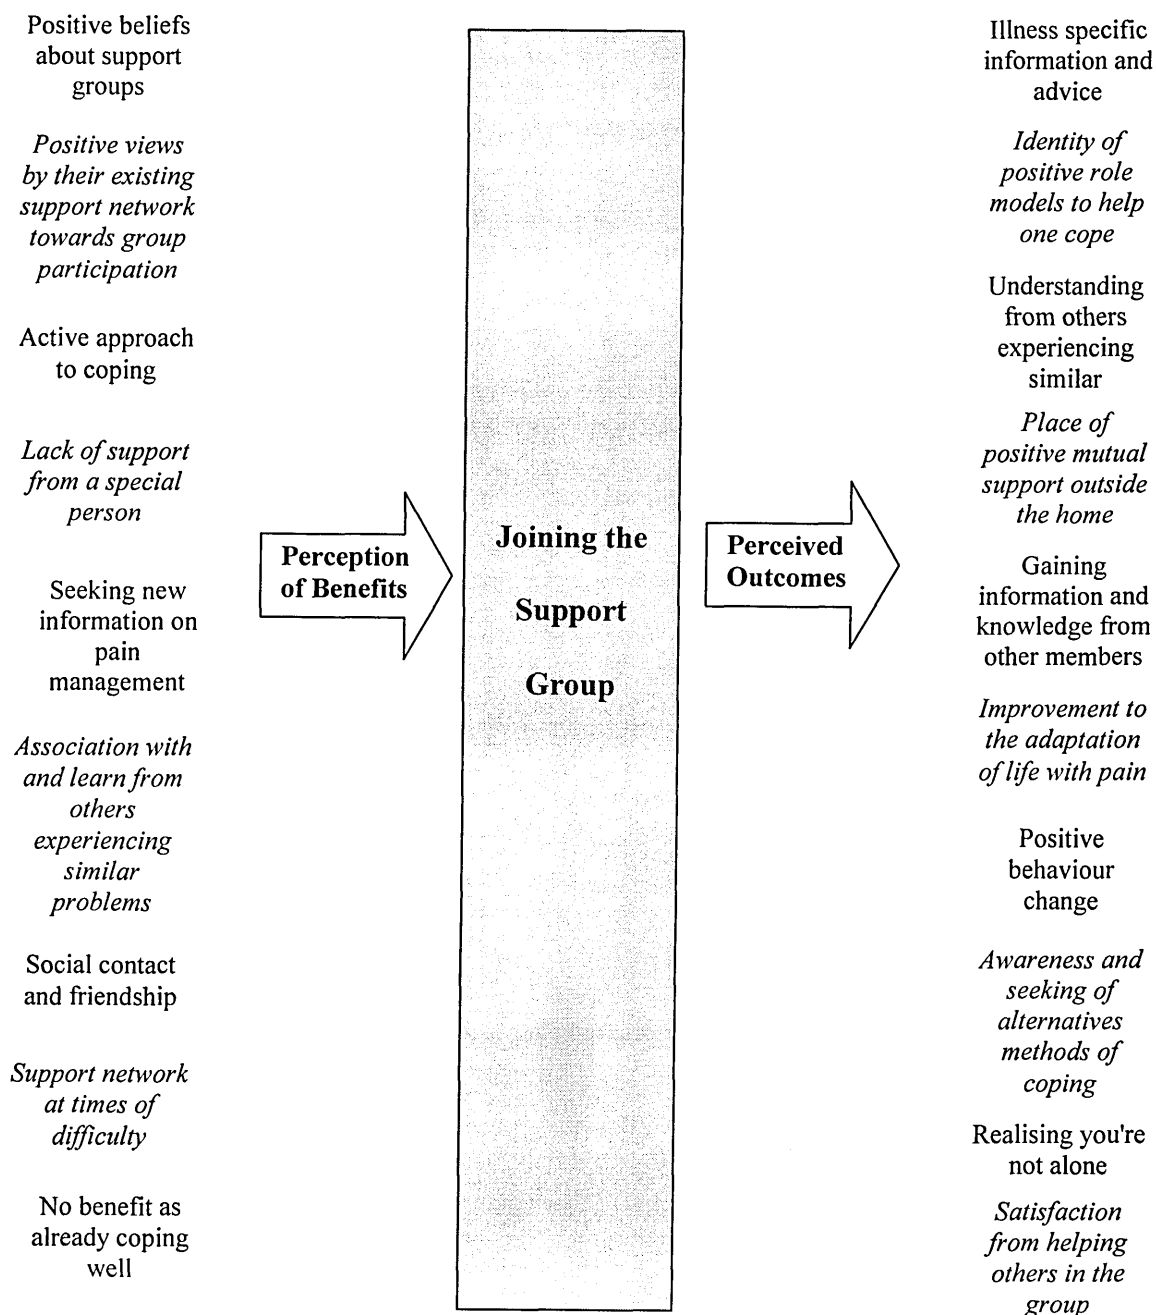 Positive beliefs
about support
groups
Positive views
by their existing
support network
towards group
participation
Active approach
to coping
Lack of support
from a special
person
Seeking new
information on
pain
management
Association with
and learn from
others
experiencing
similar
problems
Social contact
and friendship
Support network
at times of
difficulty
No benefit as
already coping
well
Perception
of Benefits
Joining the
Support
Group
Perceived
Outcomes
Illness specific
information and
advice
Identity of
positive role
models to help
one cope
Understanding
from others
experiencing
similar
Place of
positive mutual
support outside
the home
Gaining
information and
knowledge from
other members
Improvement to
the adaptation
of life with pain
Positive
behaviour
change
Awareness and
seeking of
alternatives
methods of
coping
Realising you're
not alone
Satisfaction
from helping
others in the
group